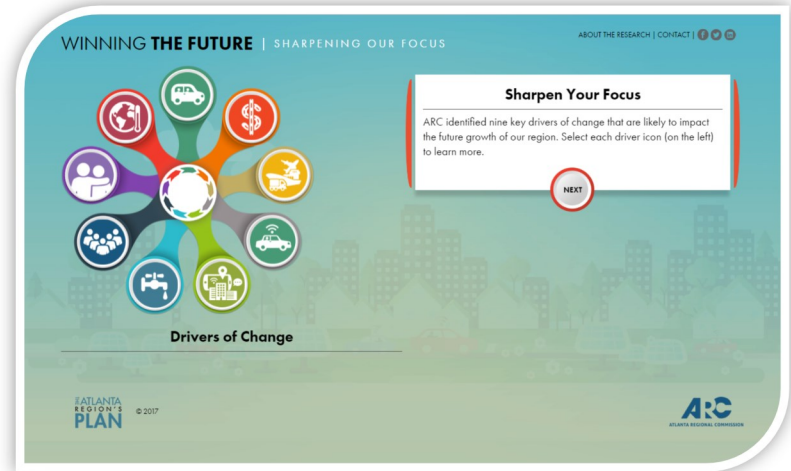 WINNING THE FUTURE | SHARPENING OUR FOCUS
ABOUT THE RESEARCH | CONTACT |
Sharpen Your Focus
ARC identified nine key drivers of change that are likely to impact
the future growth of our region. Select each driver icon (on the left)
to learn more.
NEXT
Drivers of Change
THE ATLANTA
REGION'S
PLAN
© 2017
ARC
ATLANTA REGIONAL COMMISSION